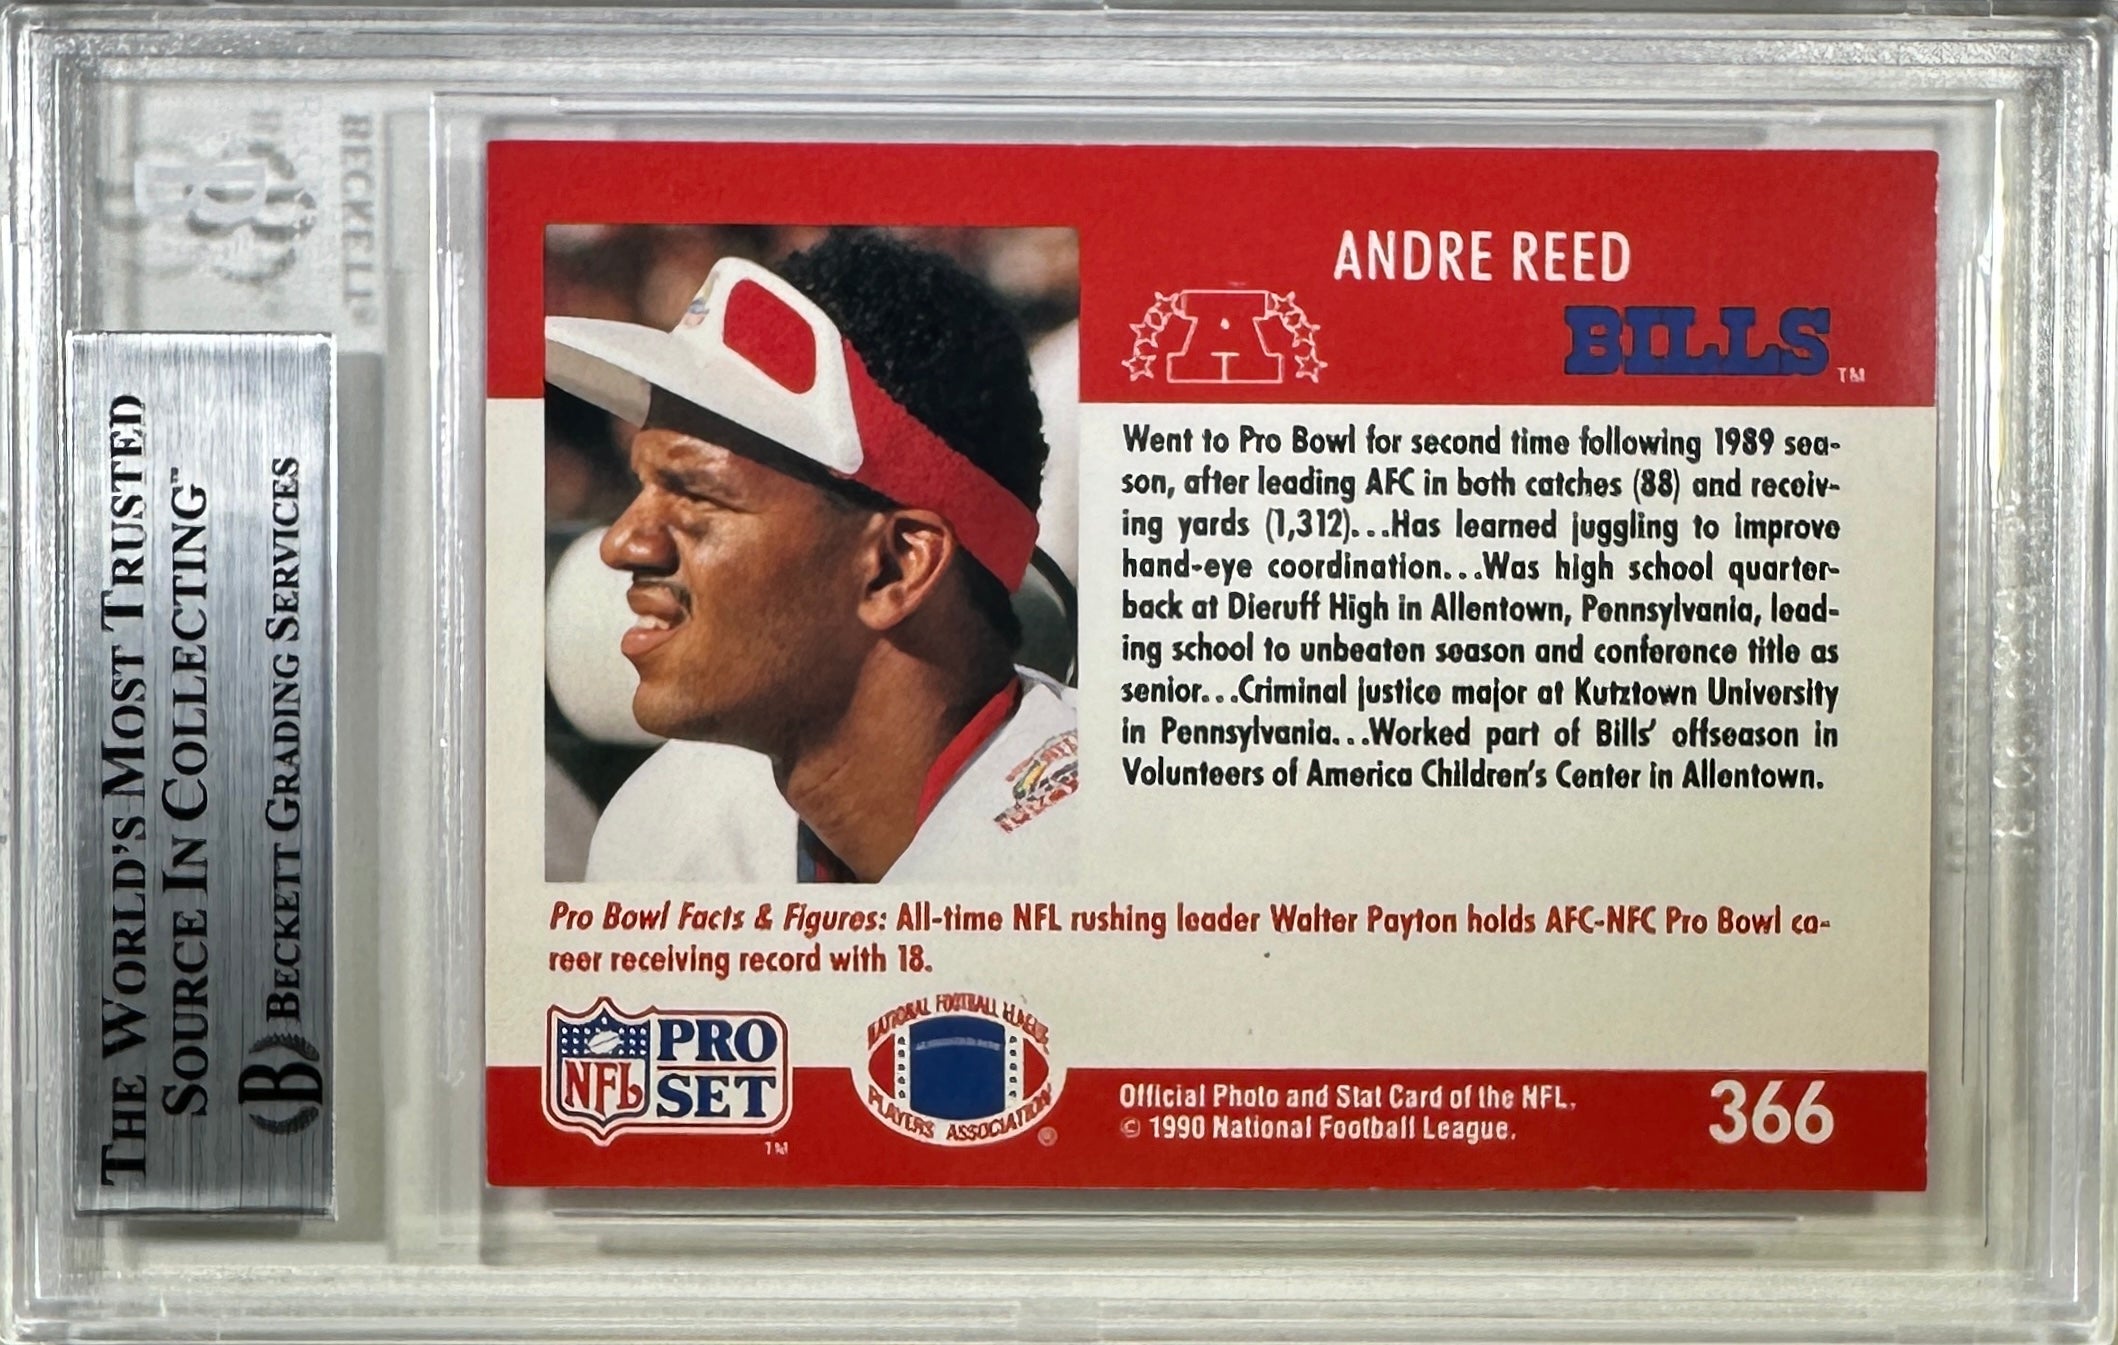 THE WORLD'S MOST TRUSTED
SOURCE IN COLLECTING™
B BECKETT GRADING SERVICES
BECKETT
ANDRE REED
A
BILLS
TM
Went to Pro Bowl for second time following 1989 sea-
son, after leading AFC in both catches (88) and receiv-
ing yards (1,312)...Has learned juggling to improve
hand-eye coordination...Was high school quarter-
back at Dieruff High in Allentown, Pennsylvania, lead-
ing school to unbeaten season and conference title as
senior...Criminal justice major at Kutztown University
in Pennsylvania...Worked part of Bills' offseason in
Volunteers of America Children's Center in Allentown.
Pro Bowl Facts & Figures: All-time NFL rushing leader Walter Payton holds AFC-NFC Pro Bowl ca-
reer receiving record with 18.
NFL
PRO
SET
TM
NATIONAL FOOTBALL LEAGUE
PLAYERS ASSOCIATION
®
Official Photo and Stat Card of the NFL.
© 1990 National Football League.
366